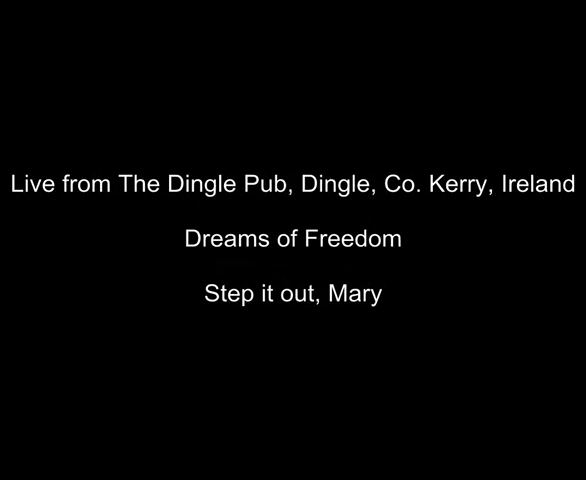 Live from The Dingle Pub, Dingle, Co. Kerry, Ireland
Dreams of Freedom
Step it out, Mary